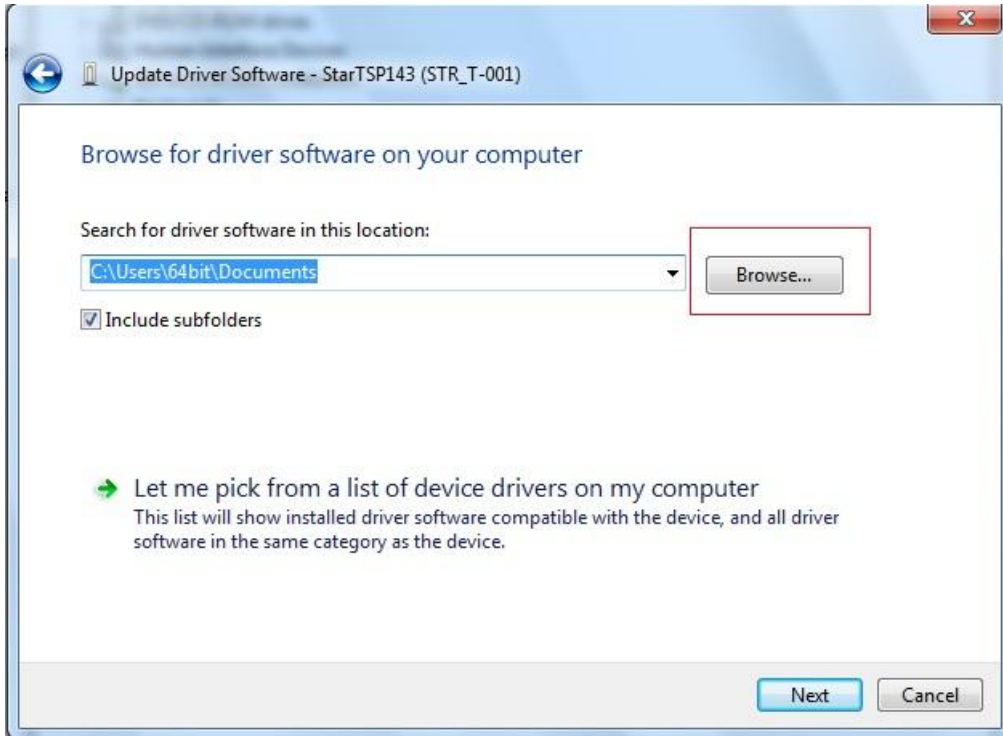 Update Driver Software - StarTSP143 (STR_T-001)
Browse for driver software on your computer
Search for driver software in this location:
C:\Users\64bit\Documents
Browse...
Include subfolders
Let me pick from a list of device drivers on my computer
This list will show installed driver software compatible with the device, and all driver
software in the same category as the device.
Next
Cancel